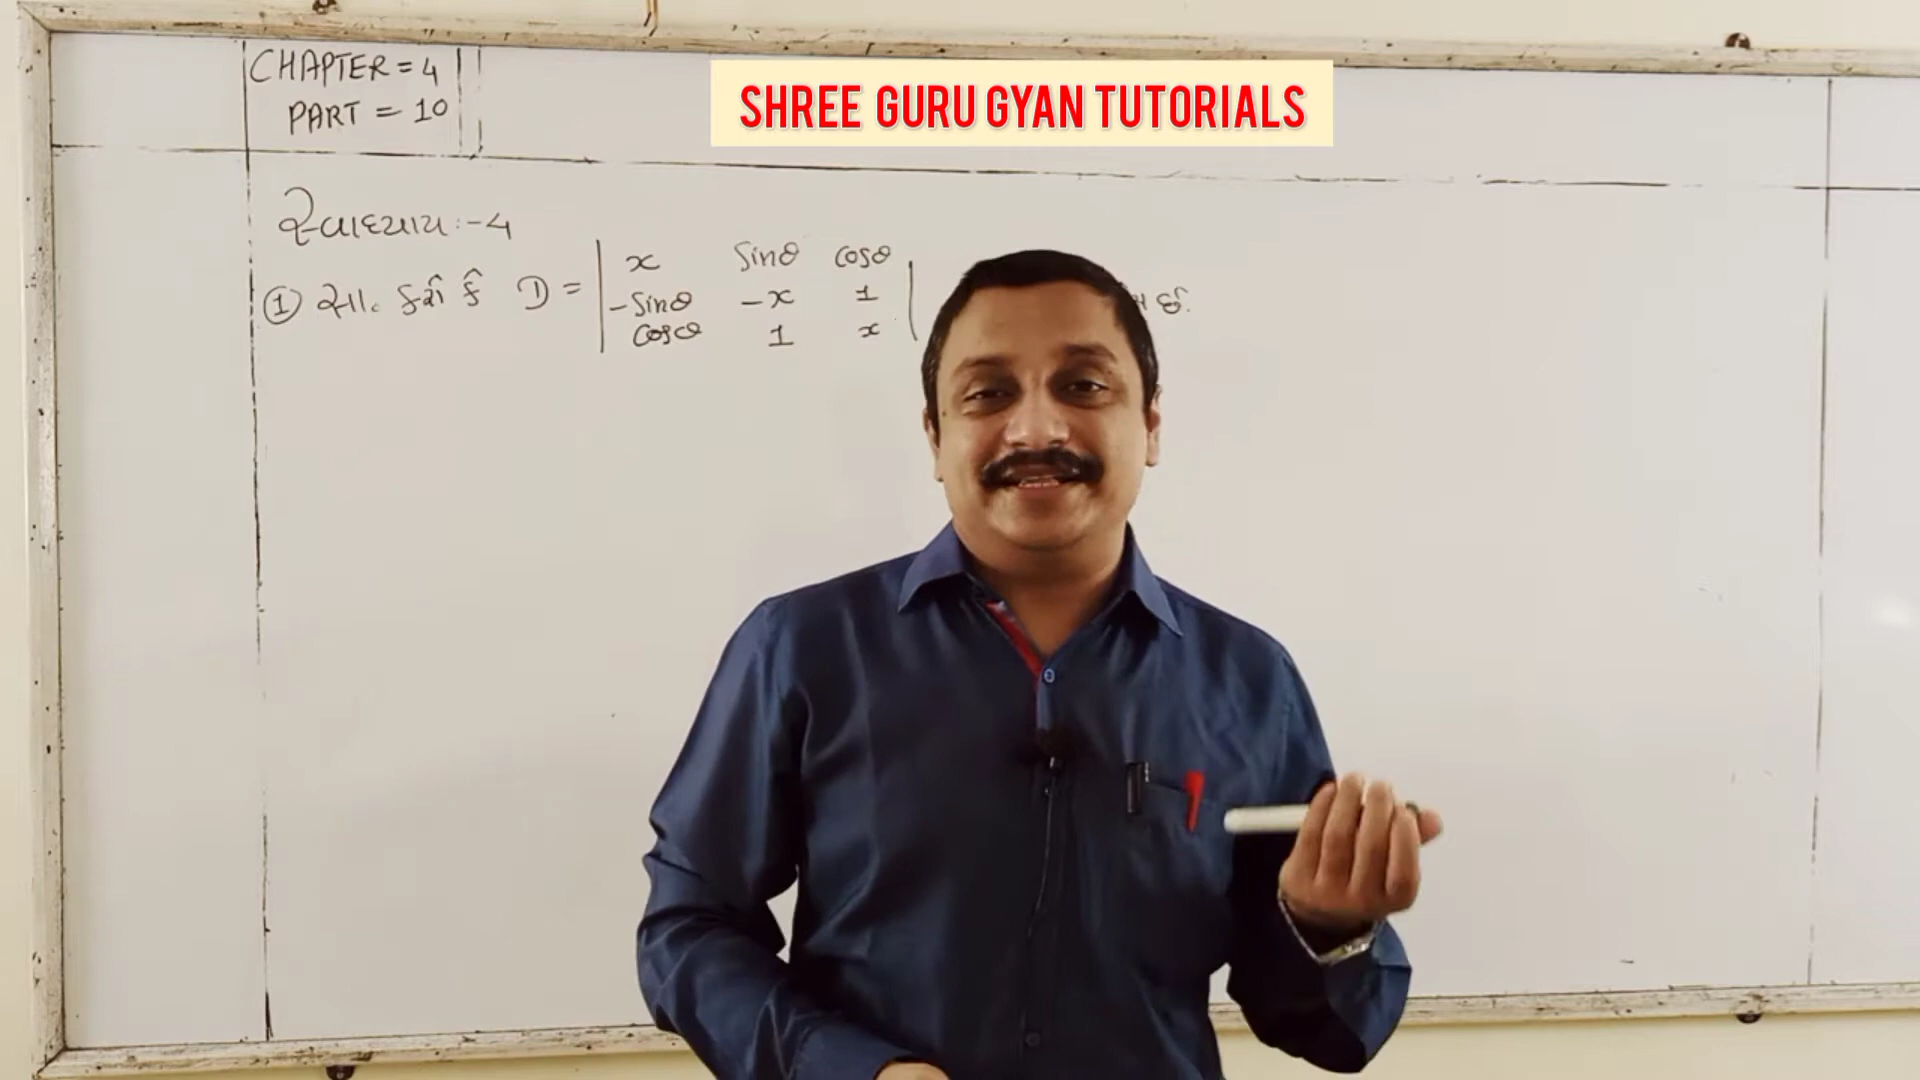 CHAPTER = 4
PART = 10
SHREE GURU GYAN TUTORIALS
સ્વાધ્યાય :- 4
① સા. કરો કે D = | x sinθ cosθ |
| -sinθ -x 1 |
| cosθ 1 x |
છે.